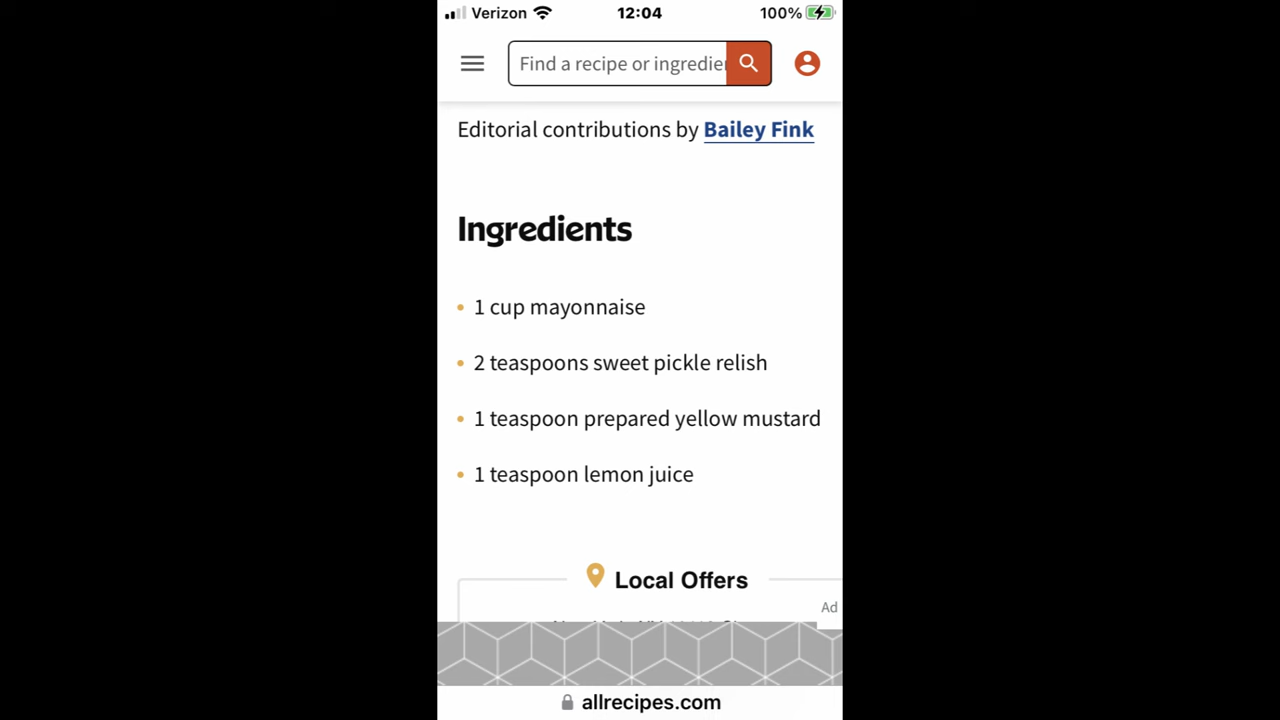 Verizon 12:04 100%
Find a recipe or ingredie
Editorial contributions by Bailey Fink
Ingredients
• 1 cup mayonnaise
• 2 teaspoons sweet pickle relish
• 1 teaspoon prepared yellow mustard
• 1 teaspoon lemon juice
Local Offers
Ad
allrecipes.com